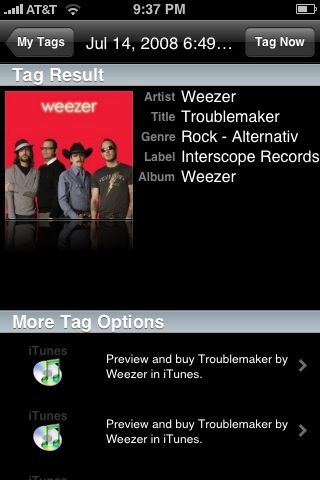 AT&T 9:37 PM
My Tags Jul 14, 2008 6:49... Tag Now
Tag Result
weezer
Artist Weezer
Title Troublemaker
Genre Rock - Alternativ
Label Interscope Records
Album Weezer
More Tag Options
iTunes
Preview and buy Troublemaker by
Weezer in iTunes.
iTunes
Preview and buy Troublemaker by
Weezer in iTunes.
iTunes